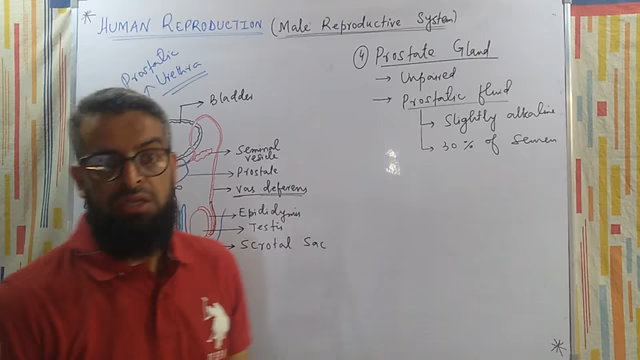 * HUMAN REPRODUCTION (Male Reproductive System)
Prostatic
Urethra
Bladder
Seminal
vesicle
Prostate
Vas deferens
Epididymis
Testis
Scrotal Sac
④ Prostate Gland
→ Unpaired
→ Prostatic fluid
→ Slightly alkaline
→ 30% of Semen
*